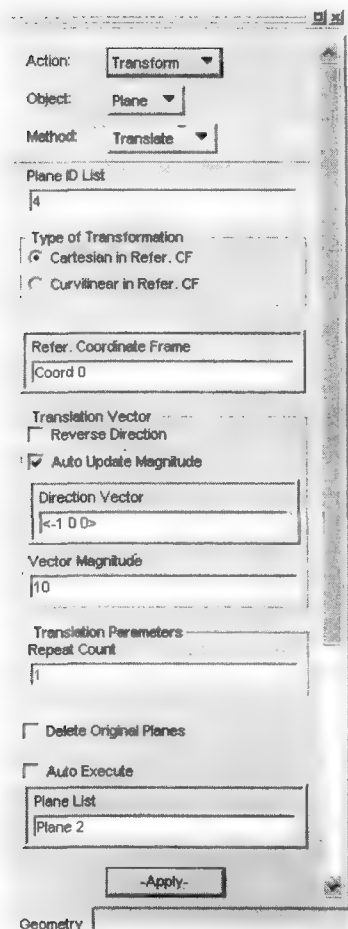 Action: Transform
Object: Plane
Method: Translate
Plane ID List
4
Type of Transformation
Cartesian in Refer. CF
Curvilinear in Refer. CF
Refer. Coordinate Frame
Coord 0
Translation Vector
Reverse Direction
Auto Update Magnitude
Direction Vector
<-1 0 0>
Vector Magnitude
10
Translation Parameters
Repeat Count
1
Delete Original Planes
Auto Execute
Plane List
Plane 2
-Apply-
Geometry